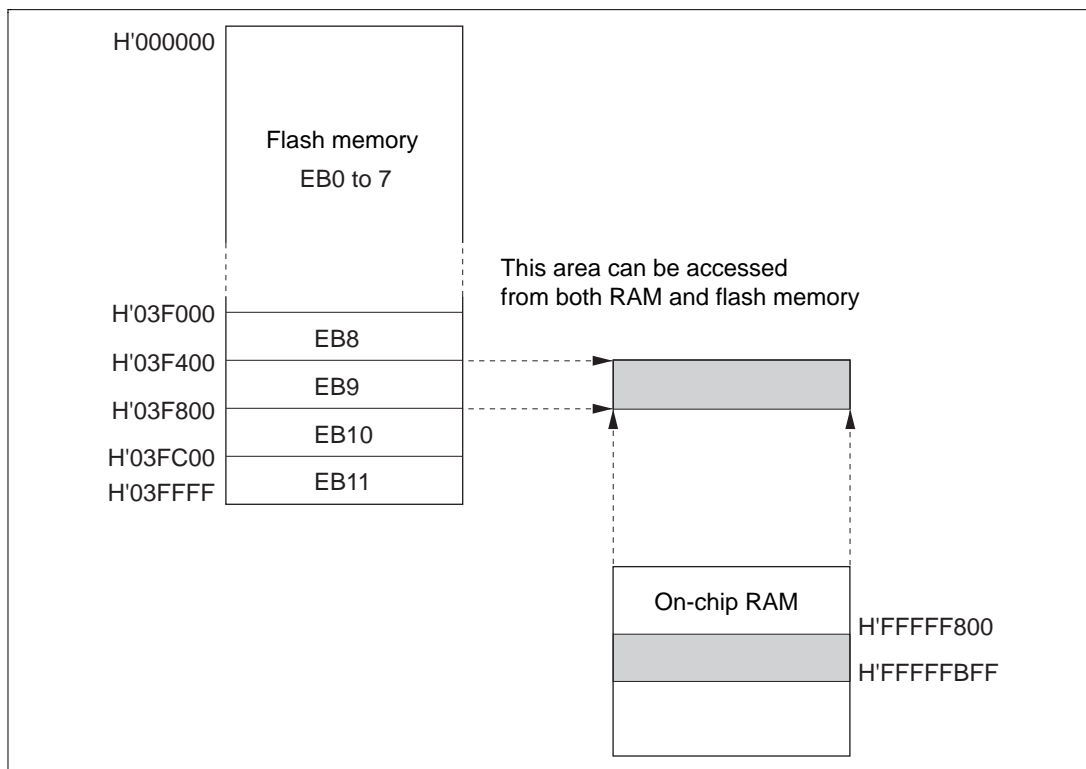 H'000000
Flash memory
EB0 to 7
This area can be accessed
from both RAM and flash memory
H'03F000
EB8
H'03F400
EB9
H'03F800
EB10
H'03FC00
EB11
H'03FFFF
On-chip RAM
H'FFFFF800
H'FFFFFBFF